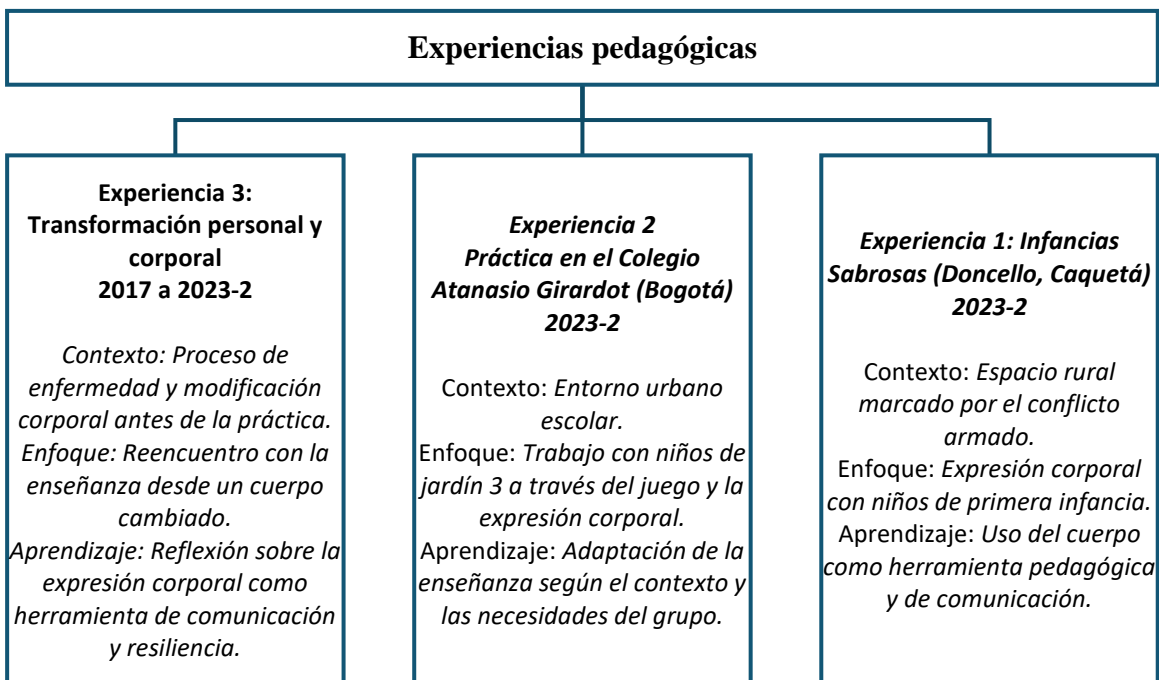 Experiencias pedagógicas
Experiencia 3:
Transformación personal y
corporal
2017 a 2023-2
Contexto: Proceso de
enfermedad y modificación
corporal antes de la práctica.
Enfoque: Reencuentro con la
enseñanza desde un cuerpo
cambiado.
Aprendizaje: Reflexión sobre la
expresión corporal como
herramienta de comunicación
y resiliencia.
Experiencia 2
Práctica en el Colegio
Atanasio Girardot (Bogotá)
2023-2
Contexto: Entorno urbano
escolar.
Enfoque: Trabajo con niños de
jardín 3 a través del juego y la
expresión corporal.
Aprendizaje: Adaptación de la
enseñanza según el contexto y
las necesidades del grupo.
Experiencia 1: Infancias
Sabrosas (Doncello, Caquetá)
2023-2
Contexto: Espacio rural
marcado por el conflicto
armado.
Enfoque: Expresión corporal
con niños de primera infancia.
Aprendizaje: Uso del cuerpo
como herramienta pedagógica
y de comunicación.